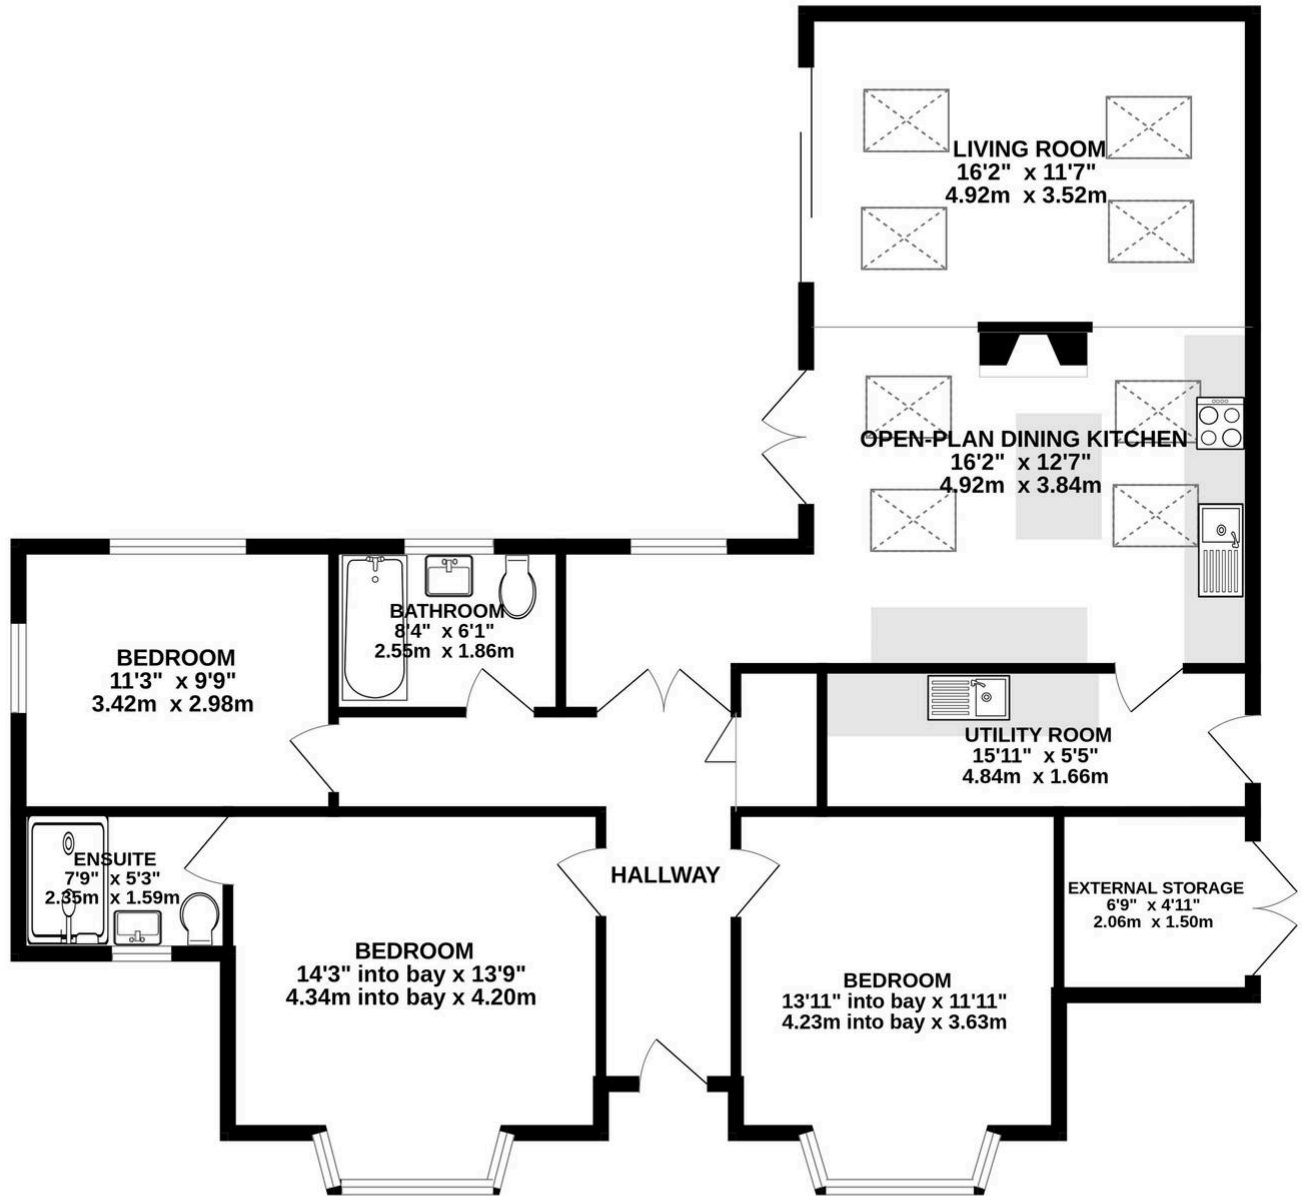 LIVING ROOM
16'2" x 11'7"
4.92m x 3.52m
OPEN-PLAN DINING KITCHEN
16'2" x 12'7"
4.92m x 3.84m
BATHROOM
8'4" x 6'1"
2.55m x 1.86m
BEDROOM
11'3" x 9'9"
3.42m x 2.98m
UTILITY ROOM
15'11" x 5'5"
4.84m x 1.66m
ENSUITE
7'9" x 5'3"
2.35m x 1.59m
HALLWAY
EXTERNAL STORAGE
6'9" x 4'11"
2.06m x 1.50m
BEDROOM
14'3" into bay x 13'9"
4.34m into bay x 4.20m
BEDROOM
13'11" into bay x 11'11"
4.23m into bay x 3.63m